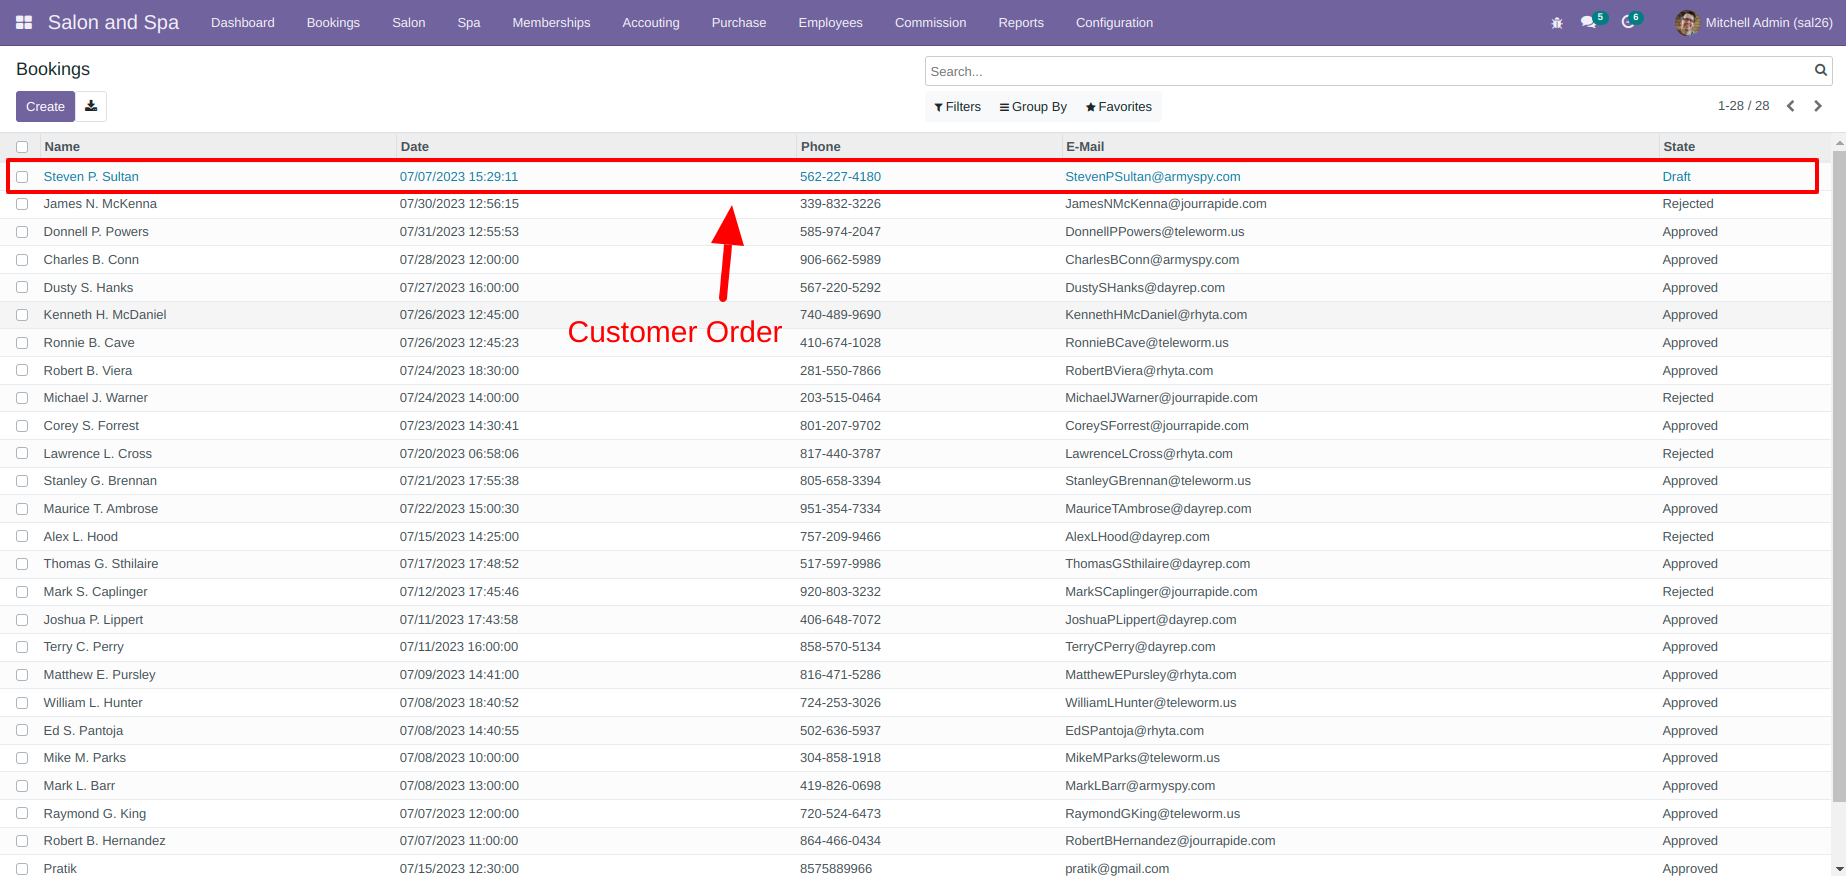 Salon and Spa Dashboard Bookings Salon Spa Memberships Accouting Purchase Employees Commission Reports Configuration 5 6 Mitchell Admin (sal26)
Bookings
Search...
Create
Filters Group By Favorites 1-28 / 28
Name Date Phone E-Mail State
Steven P. Sultan 07/07/2023 15:29:11 562-227-4180 StevenPSultan@armyspy.com Draft
James N. McKenna 07/30/2023 12:56:15 339-832-3226 JamesNMcKenna@jourrapide.com Rejected
Donnell P. Powers 07/31/2023 12:55:53 585-974-2047 DonnellPPowers@teleworm.us Approved
Charles B. Conn 07/28/2023 12:00:00 906-662-5989 CharlesBConn@armyspy.com Approved
Dusty S. Hanks 07/27/2023 16:00:00 567-220-5292 DustySHanks@dayrep.com Approved
Kenneth H. McDaniel 07/26/2023 12:45:00 740-489-9690 KennethHMcDaniel@rhyta.com Approved
Customer Order
Ronnie B. Cave 07/26/2023 12:45:23 410-674-1028 RonnieBCave@teleworm.us Approved
Robert B. Viera 07/24/2023 18:30:00 281-550-7866 RobertBViera@rhyta.com Approved
Michael J. Warner 07/24/2023 14:00:00 203-515-0464 MichaelJWarner@jourrapide.com Rejected
Corey S. Forrest 07/23/2023 14:30:41 801-207-9702 CoreySForrest@jourrapide.com Approved
Lawrence L. Cross 07/20/2023 06:58:06 817-440-3787 LawrenceLCross@rhyta.com Rejected
Stanley G. Brennan 07/21/2023 17:55:38 805-658-3394 StanleyGBrennan@teleworm.us Approved
Maurice T. Ambrose 07/22/2023 15:00:30 951-354-7334 MauriceTAmbrose@dayrep.com Approved
Alex L. Hood 07/15/2023 14:25:00 757-209-9466 AlexLHood@dayrep.com Rejected
Thomas G. Sthilaire 07/17/2023 17:48:52 517-597-9986 ThomasGSthilaire@dayrep.com Approved
Mark S. Caplinger 07/12/2023 17:45:46 920-803-3232 MarkSCaplinger@jourrapide.com Rejected
Joshua P. Lippert 07/11/2023 17:43:58 406-648-7072 JoshuaPLippert@dayrep.com Approved
Terry C. Perry 07/11/2023 16:00:00 858-570-5134 TerryCPerry@dayrep.com Approved
Matthew E. Pursley 07/09/2023 14:41:00 816-471-5286 MatthewEPursley@rhyta.com Approved
William L. Hunter 07/08/2023 18:40:52 724-253-3026 WilliamLHunter@teleworm.us Approved
Ed S. Pantoja 07/08/2023 14:40:55 502-636-5937 EdSPantoja@rhyta.com Approved
Mike M. Parks 07/08/2023 10:00:00 304-858-1918 MikeMParks@teleworm.us Approved
Mark L. Barr 07/08/2023 13:00:00 419-826-0698 MarkLBarr@armyspy.com Approved
Raymond G. King 07/07/2023 12:00:00 720-524-6473 RaymondGKing@teleworm.us Approved
Robert B. Hernandez 07/07/2023 11:00:00 864-466-0434 RobertBHernandez@jourrapide.com Approved
Pratik 07/15/2023 12:30:00 8575889966 pratik@gmail.com Approved